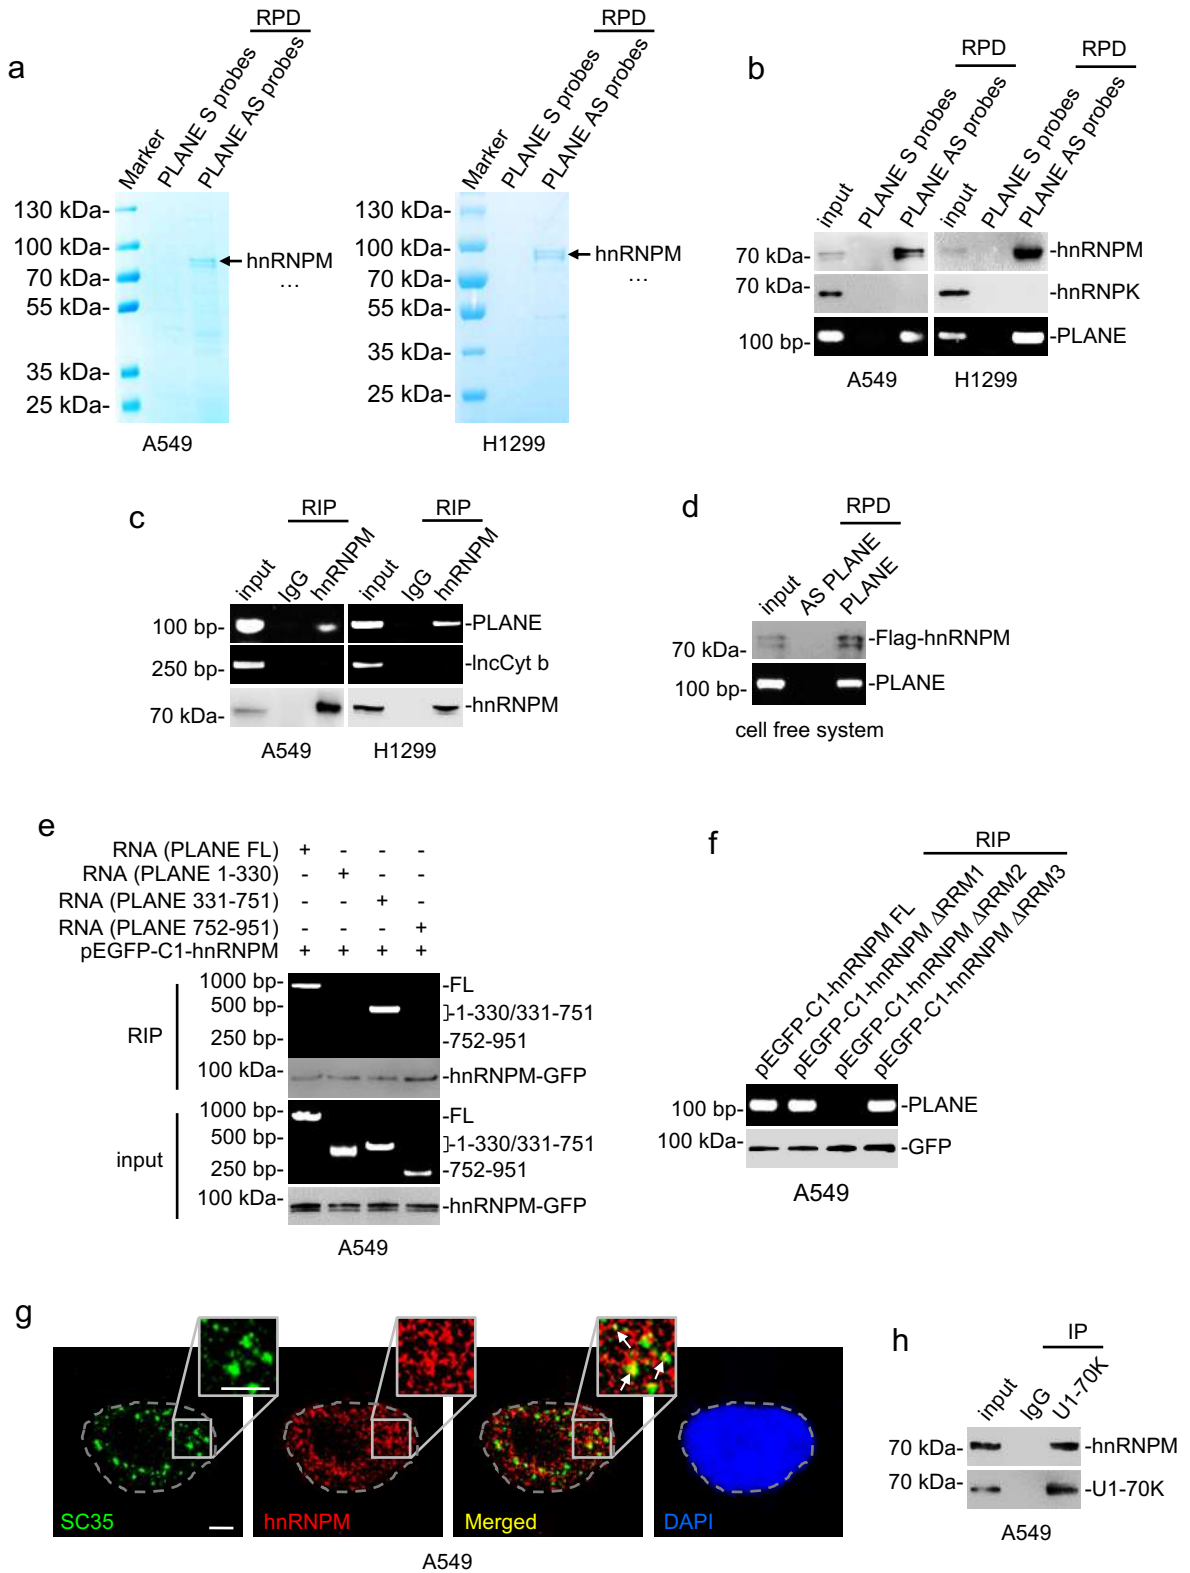 a
RPD
Marker
PLANE S probes
PLANE AS probes
130 kDa-
100 kDa-
70 kDa-
55 kDa-
35 kDa-
25 kDa-
hnRNPM
...
A549
Marker
PLANE S probes
PLANE AS probes
130 kDa-
100 kDa-
70 kDa-
55 kDa-
35 kDa-
25 kDa-
hnRNPM
...
H1299
b
RPD
RPD
input
PLANE S probes
PLANE AS probes
input
PLANE S probes
PLANE AS probes
70 kDa-
-hnRNPM
70 kDa-
-hnRNPK
100 bp-
-PLANE
A549
H1299
c
RIP
RIP
input
IgG
hnRNPM
input
IgG
hnRNPM
100 bp-
-PLANE
250 bp-
-lncCyt b
70 kDa-
-hnRNPM
A549
H1299
d
RPD
input
AS PLANE
PLANE
-Flag-hnRNPM
70 kDa-
100 bp-
-PLANE
cell free system
e
RNA (PLANE FL) + - - -
RNA (PLANE 1-330) - + - -
RNA (PLANE 331-751) - - + -
RNA (PLANE 752-951) - - - +
pEGFP-C1-hnRNPM + + + +
RIP
1000 bp-
500 bp-
250 bp-
100 kDa-
-FL
]-1-330/331-751
-752-951
-hnRNPM-GFP
input
1000 bp-
500 bp-
250 bp-
100 kDa-
-FL
]-1-330/331-751
-752-951
-hnRNPM-GFP
A549
f
RIP
pEGFP-C1-hnRNPM FL
pEGFP-C1-hnRNPM ΔRRM1
pEGFP-C1-hnRNPM ΔRRM2
pEGFP-C1-hnRNPM ΔRRM3
100 bp-
-PLANE
100 kDa-
-GFP
A549
g
SC35
hnRNPM
Merged
DAPI
A549
h
IP
input
IgG
U1-70K
70 kDa-
-hnRNPM
70 kDa-
-U1-70K
A549